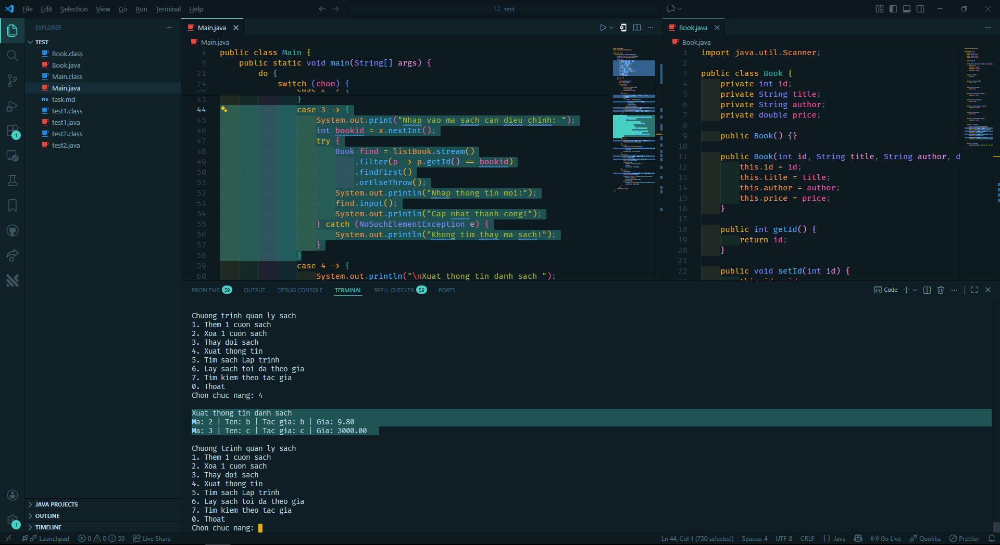 File Edit Selection View Go Run Terminal Help
test
EXPLORER
TEST
Book.class
Book.java
Main.class
Main.java
task.md
test1.class
test1.java
test2.class
test2.java
JAVA PROJECTS
OUTLINE
TIMELINE
Main.java
Main.java
4 public class Main {
5 public static void main(String[] args) {
21 do {
24 switch (chon) {
43 }
44 case 3 -> {
45 System.out.print("Nhap vao ma sach can dieu chinh: ");
46 int bookid = x.nextInt();
47 try {
48 Book find = listBook.stream()
49 .filter(p -> p.getId() == bookid)
50 .findFirst()
51 .orElseThrow();
52 System.out.println("Nhap thong tin moi:");
53 find.input();
54 System.out.println("Cap nhat thanh cong!");
55 } catch (NoSuchElementException e) {
56 System.out.println("Khong tim thay ma sach!");
57 }
58 }
59 case 4 -> {
60 System.out.println("\nXuat thong tin danh sach ");
Book.java
Book.java
1 import java.util.Scanner;
2
3 public class Book {
4 private int id;
5 private String title;
6 private String author;
7 private double price;
8
9 public Book() {}
10
11 public Book(int id, String title, String author, d
12 this.id = id;
13 this.title = title;
14 this.author = author;
15 this.price = price;
16 }
17
18 public int getId() {
19 return id;
20 }
21
22 public void setId(int id) {
PROBLEMS 59 OUTPUT DEBUG CONSOLE TERMINAL SPELL CHECKER 59 PORTS
Code
Chuong trinh quan ly sach
1. Them 1 cuon sach
2. Xoa 1 cuon sach
3. Thay doi sach
4. Xuat thong tin
5. Tim sach Lap trinh
6. Lay sach toi da theo gia
7. Tim kiem theo tac gia
0. Thoat
Chon chuc nang: 4
Xuat thong tin danh sach
Ma: 2 | Ten: b | Tac gia: b | Gia: 9.80
Ma: 3 | Ten: c | Tac gia: c | Gia: 3000.00
Chuong trinh quan ly sach
1. Them 1 cuon sach
2. Xoa 1 cuon sach
3. Thay doi sach
4. Xuat thong tin
5. Tim sach Lap trinh
6. Lay sach toi da theo gia
7. Tim kiem theo tac gia
0. Thoat
Chon chuc nang:
1
1
Launchpad 0 0 59 Live Share
Ln 44, Col 1 (730 selected) Spaces: 4 UTF-8 CRLF { } Java Go Live Quokka Prettier